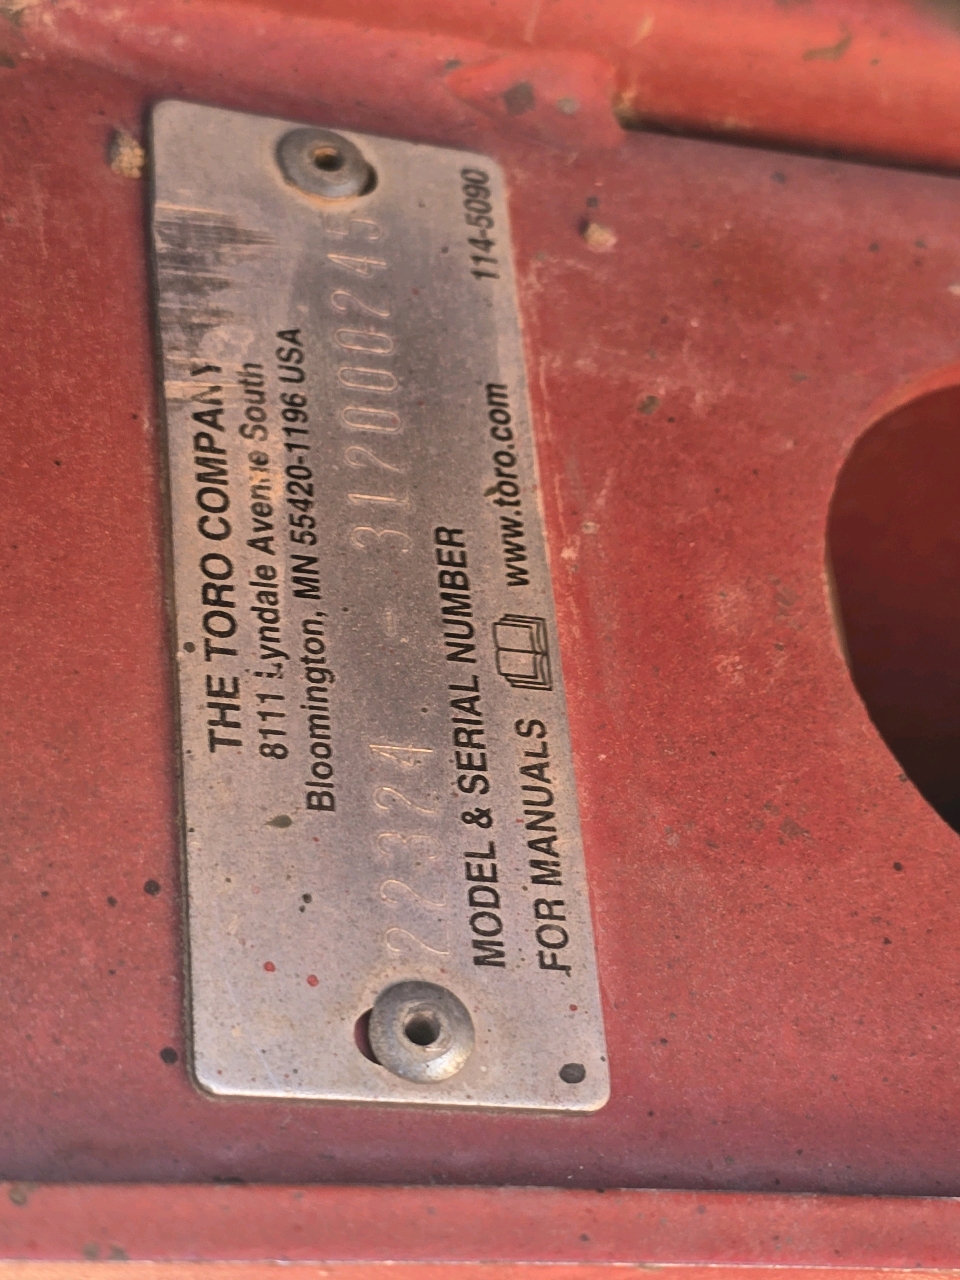 THE TORO COMPANY
8111 Lyndale Avenue South
Bloomington, MN 55420-1196 USA
22324 - 312000245
MODEL & SERIAL NUMBER
FOR MANUALS www.toro.com
114-5090